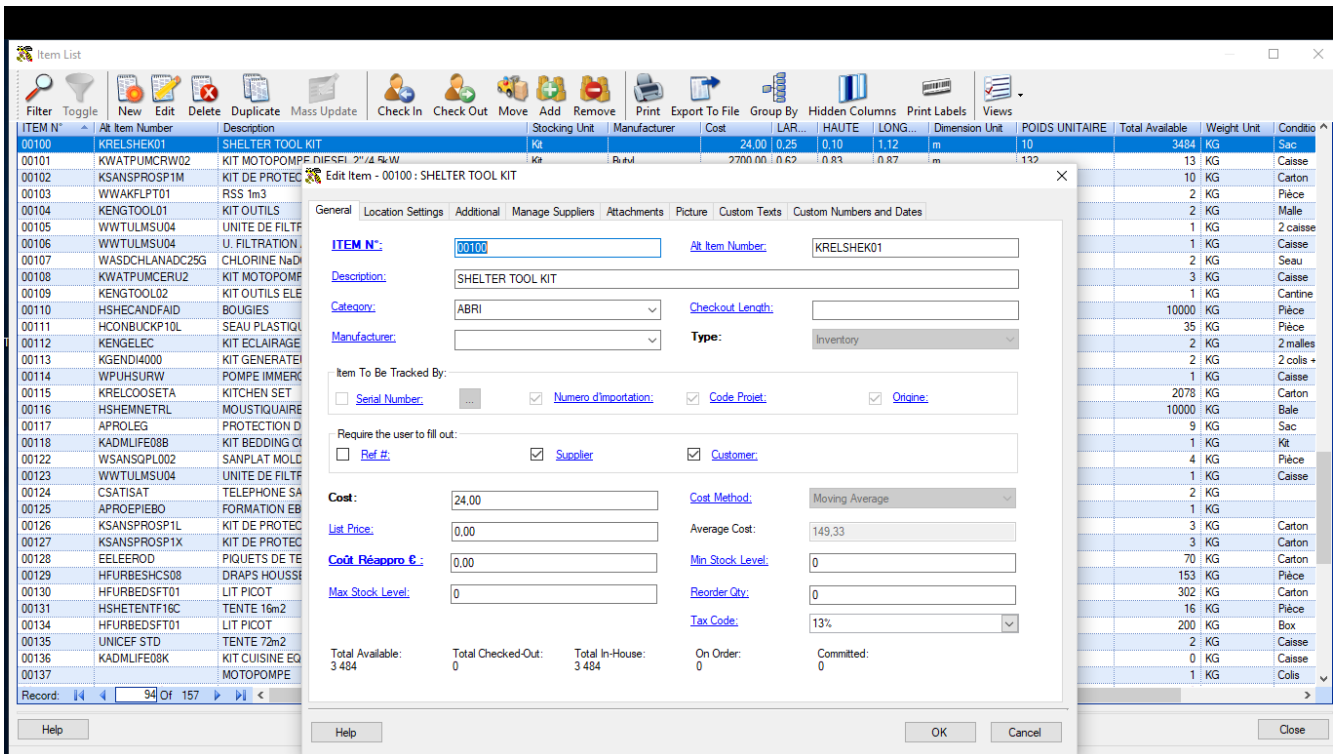 Item List
Filter Toggle New Edit Delete Duplicate Mass Update Check In Check Out Move Add Remove Print Export To File Group By Hidden Columns Print Labels Views
ITEM N° Alt Item Number Description Stocking Unit Manufacturer Cost LAR... HAUTE LONG... Dimension Unit POIDS UNITAIRE Total Available Weight Unit Conditio
00100 KRELSHEK01 SHELTER TOOL KIT Kit 24,00 0,25 0,10 1,12 m 10 3484 KG Sac
00101 KWATPUMCRW02 KIT MOTOPOMPE DIESEL 2"/4,5kW Kit Butyl 2700,00 0,62 0,83 0,87 m 132 13 KG Caisse
00102 KSANSPROSP1M KIT DE PROTEC 10 KG Carton
00103 WWAKFLPT01 RSS 1m3 2 KG Pièce
00104 KENGTOOL01 KIT OUTILS 2 KG Malle
00105 WWTULMSU04 UNITE DE FILTF 1 KG 2 caisse
00106 WWTULMSU04 U. FILTRATION 1 KG Caisse
00107 WASDCHLANADC25G CHLORINE NaD 2 KG Seau
00108 KWATPUMCERU2 KIT MOTOPOMF 3 KG Caisse
00109 KENGTOOL02 KIT OUTILS ELE 1 KG Cantine
00110 HSHECANDFAID BOUGIES 10000 KG Pièce
00111 HCONBUCKP10L SEAU PLASTIQU 35 KG Pièce
00112 KENGELEC KIT ECLAIRAGE 2 KG 2 malles
00113 KGENDI4000 KIT GENERATE 2 KG 2 colis +
00114 WPUHSURW POMPE IMMERG 1 KG Caisse
00115 KRELCOOSETA KITCHEN SET 2078 KG Carton
00116 HSHEMNETRL MOUSTIQUAIRE 10000 KG Bale
00117 APROLEG PROTECTION D 9 KG Sac
00118 KADMLIFE08B KIT BEDDING CO 1 KG Kit
00122 WSANSQPL002 SANPLAT MOLD 4 KG Pièce
00123 WWTULMSU04 UNITE DE FILTF 1 KG Caisse
00124 CSATISAT TELEPHONE SA 2 KG
00125 APROEPIEBO FORMATION EB 1 KG
00126 KSANSPROSP1L KIT DE PROTEC 3 KG Carton
00127 KSANSPROSP1X KIT DE PROTEC 3 KG Carton
00128 EELEEROD PIQUETS DE TE 70 KG Carton
00129 HFURBESHCS08 DRAPS HOUSSE 153 KG Pièce
00130 HFURBEDSFT01 LIT PICOT 302 KG Carton
00131 HSHETENTF16C TENTE 16m2 16 KG Pièce
00134 HFURBEDSFT01 LIT PICOT 200 KG Box
00135 UNICEF STD TENTE 72m2 2 KG Caisse
00136 KADMLIFE08K KIT CUISINE EQ 0 KG Caisse
00137 MOTOPOMPE 1 KG Colis
Record: 94 Of 157
Help Close
Edit Item - 00100 : SHELTER TOOL KIT
General Location Settings Additional Manage Suppliers Attachments Picture Custom Texts Custom Numbers and Dates
ITEM N°: 00100 Alt Item Number: KRELSHEK01
Description: SHELTER TOOL KIT
Category: ABRI Checkout Length:
Manufacturer: Type: Inventory
Item To Be Tracked By:
Serial Number: ... Numero d'importation: Code Projet: Origine:
Require the user to fill out:
Ref #: Supplier Customer:
Cost: 24,00 Cost Method: Moving Average
List Price: 0,00 Average Cost: 149,33
Coût Réappro € : 0,00 Min Stock Level: 0
Max Stock Level: 0 Reorder Qty: 0
Tax Code: 13%
Total Available: Total Checked-Out: Total In-House: On Order: Committed:
3 484 0 3 484 0 0
Help OK Cancel